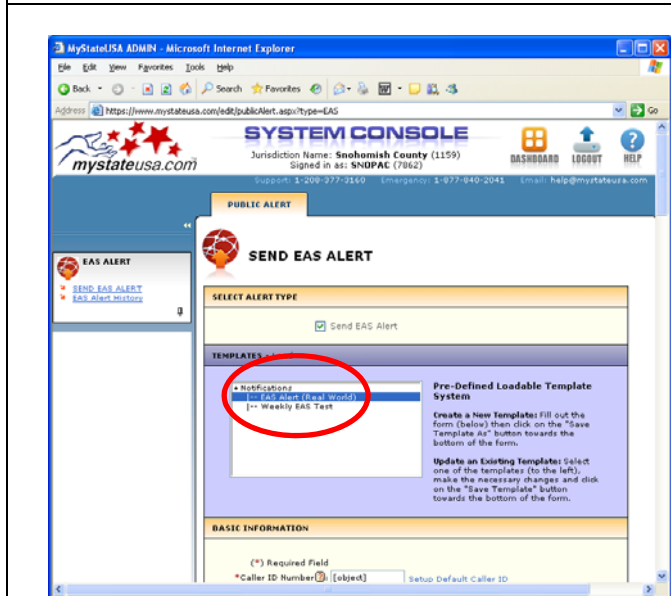 MyStateUSA ADMIN - Microsoft Internet Explorer
File Edit View Favorites Tools Help
Back Search Favorites
Address https://www.mystateusa.com/edit/publicAlert.aspx?type=EAS Go
mystateusa.com
SYSTEM CONSOLE
Jurisdiction Name: Snohomish County (1159)
Signed in as: SNOPAC (7062)
DASHBOARD LOGOUT HELP
Support: 1-208-377-3160 Emergency: 1-877-840-2041 Email: help@mystateusa.com
PUBLIC ALERT
EAS ALERT
SEND EAS ALERT
EAS Alert History
SEND EAS ALERT
SELECT ALERT TYPE
Send EAS Alert
TEMPLATES -
Notifications
|-- EAS Alert (Real World)
|-- Weekly EAS Test
Pre-Defined Loadable Template
System
Create a New Template: Fill out the
form (below) then click on the "Save
Template As" button towards the
bottom of the form.
Update an Existing Template: Select
one of the templates (to the left),
make the necessary changes and click
on the "Save Template" button
towards the bottom of the form.
BASIC INFORMATION
(*) Required Field
*Caller ID Number : [object] Setup Default Caller ID